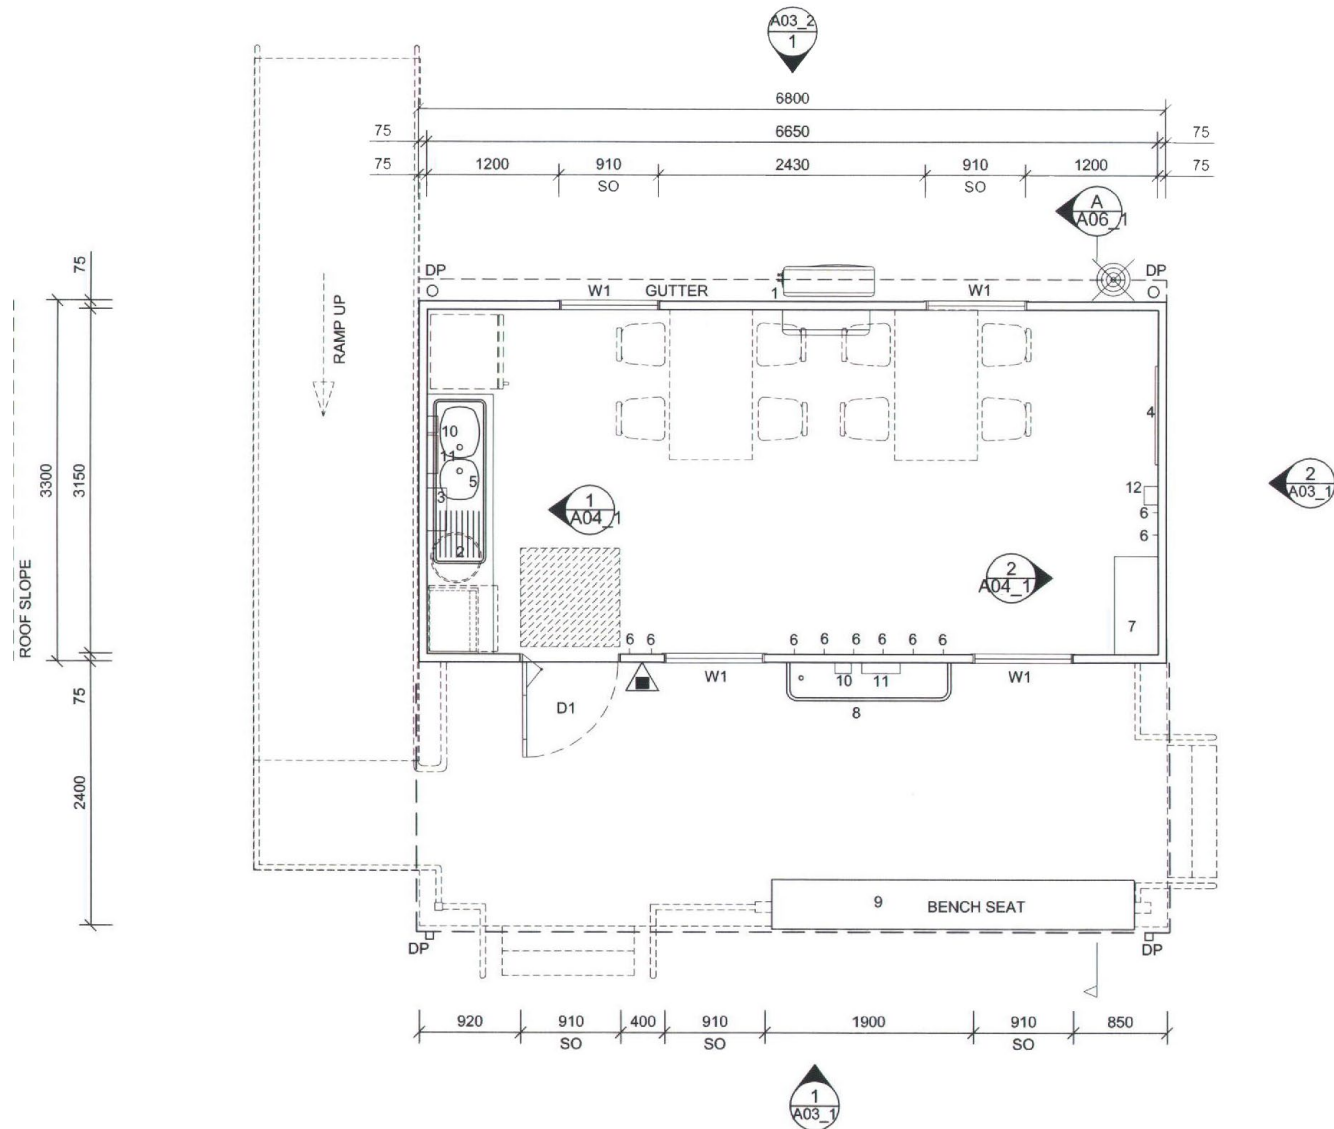 A03_2
1
6800
75 6650 75
75 1200 910 2430 910 1200 75
SO SO
A
A06_1
75
DP DP
W1 GUTTER W1
1
RAMP UP
4
10
11
5
3
2
3300
3150
2
A03_1
12
6
6
1
A04_1
2
A04_1
ROOF SLOPE
7
6 6 6 6 6 6 6 6
W1 W1
10 11
D1
8
75
2400
9 BENCH SEAT
DP DP
920 910 400 910 1900 910 850
SO SO SO
1
A03_1